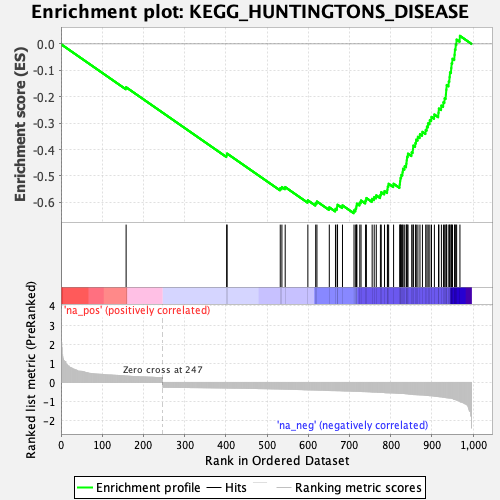 Enrichment plot: KEGG_HUNTINGTONS_DISEASE
Enrichment score (ES)
0.0
-0.1
-0.2
-0.3
-0.4
-0.5
-0.6
Ranked list metric (PreRanked)
4
3
2
1
0
-1
-2
'na_pos' (positively correlated)
Zero cross at 247
'na_neg' (negatively correlated)
0 100 200 300 400 500 600 700 800 900 1,000
Rank in Ordered Dataset
Enrichment profile Hits Ranking metric scores